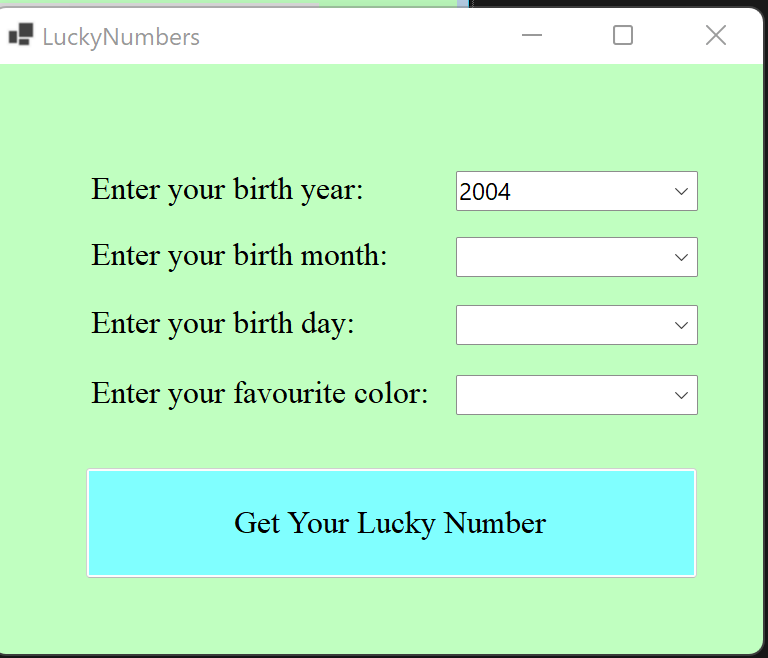 LuckyNumbers
Enter your birth year: 2004
Enter your birth month:
Enter your birth day:
Enter your favourite color:
Get Your Lucky Number